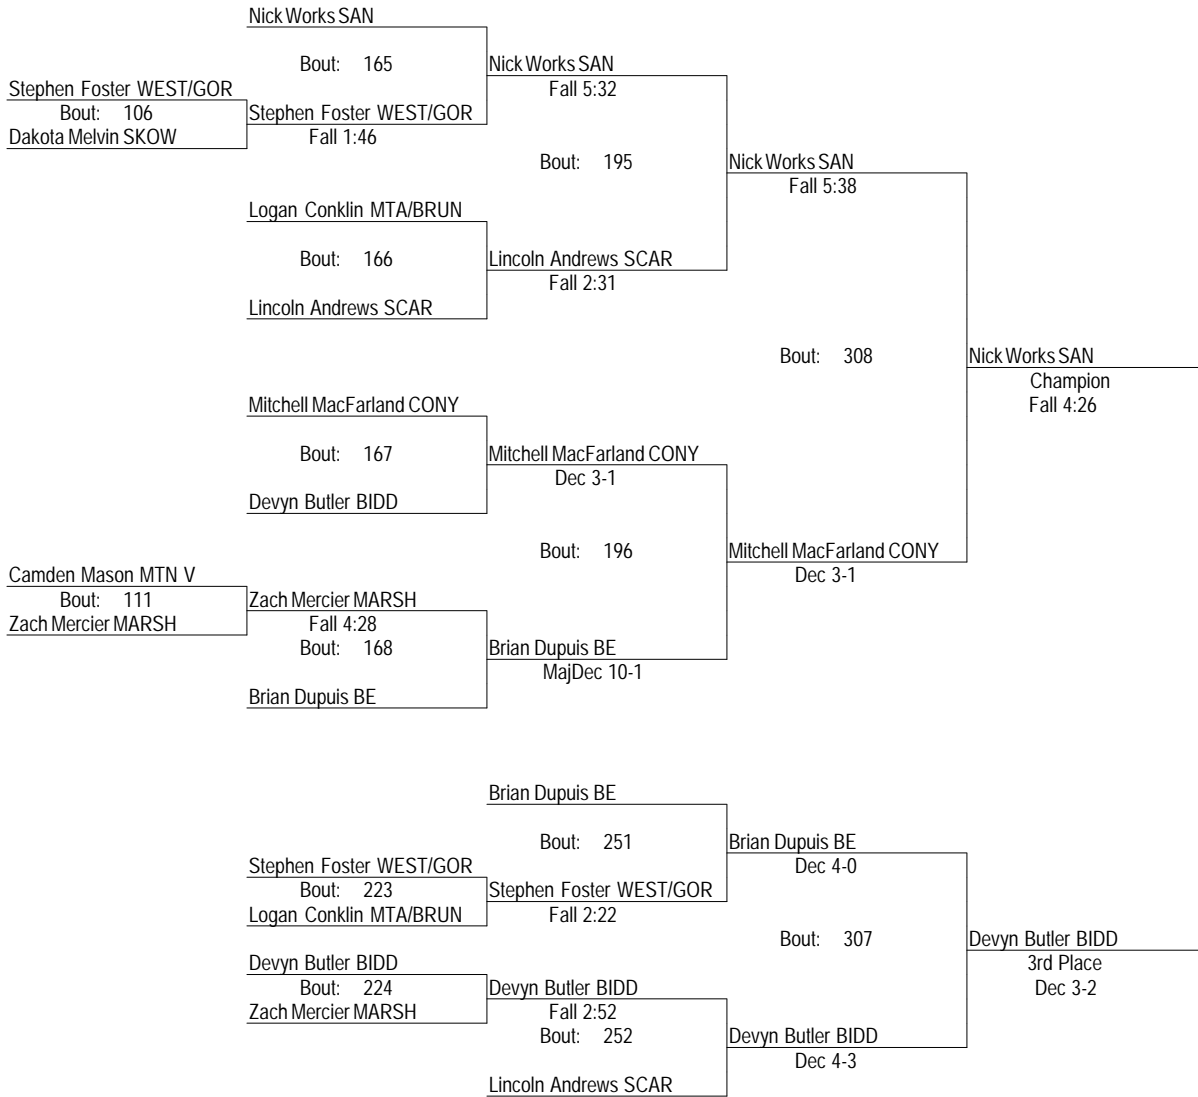 Nick Works SAN
Bout: 165
Nick Works SAN
Fall 5:32
Stephen Foster WEST/GOR
Bout: 106
Stephen Foster WEST/GOR
Fall 1:46
Dakota Melvin SKOW
Bout: 195
Nick Works SAN
Fall 5:38
Logan Conklin MTA/BRUN
Bout: 166
Lincoln Andrews SCAR
Fall 2:31
Lincoln Andrews SCAR
Bout: 308
Nick Works SAN
Champion
Fall 4:26
Mitchell MacFarland CONY
Bout: 167
Mitchell MacFarland CONY
Dec 3-1
Devyn Butler BIDD
Bout: 196
Mitchell MacFarland CONY
Dec 3-1
Camden Mason MTN V
Bout: 111
Zach Mercier MARSH
Zach Mercier MARSH
Fall 4:28
Bout: 168
Brian Dupuis BE
MajDec 10-1
Brian Dupuis BE
Brian Dupuis BE
Bout: 251
Brian Dupuis BE
Dec 4-0
Stephen Foster WEST/GOR
Bout: 223
Stephen Foster WEST/GOR
Fall 2:22
Logan Conklin MTA/BRUN
Bout: 307
Devyn Butler BIDD
3rd Place
Dec 3-2
Devyn Butler BIDD
Bout: 224
Devyn Butler BIDD
Fall 2:52
Zach Mercier MARSH
Bout: 252
Devyn Butler BIDD
Dec 4-3
Lincoln Andrews SCAR